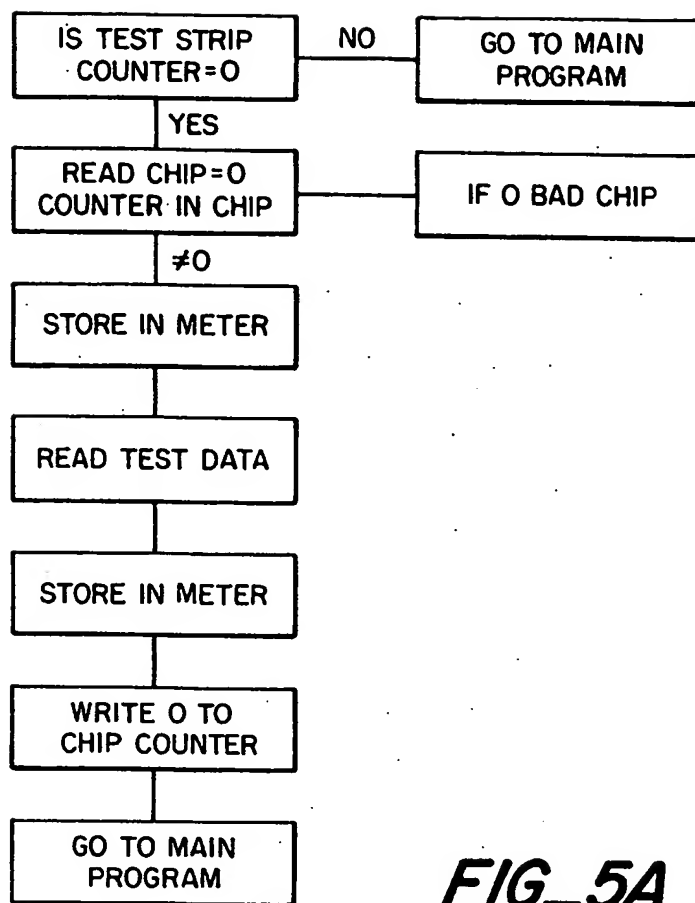 IS TEST STRIP
COUNTER=0
NO
GO TO MAIN
PROGRAM
YES
READ CHIP=0
COUNTER IN CHIP
IF 0 BAD CHIP
≠0
STORE IN METER
READ TEST DATA
STORE IN METER
WRITE 0 TO
CHIP COUNTER
GO TO MAIN
PROGRAM
FIG_5A